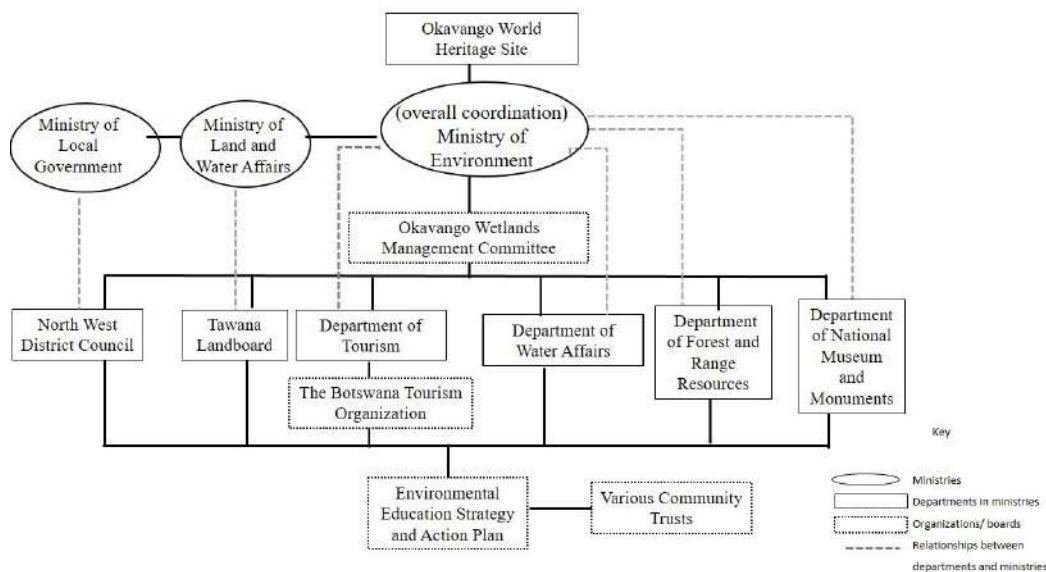 Okavango World
Heritage Site
(overall coordination)
Ministry of
Environment
Ministry of
Local
Government
Ministry of
Land and
Water Affairs
Okavango Wetlands
Management Committee
North West
District Council
Tawana
Landboard
Department of
Tourism
Department of
Water Affairs
Department
of Forest and
Range
Resources
Department
of National
Museum
and
Monuments
The Botswana Tourism
Organization
Environmental
Education Strategy
and Action Plan
Various Community
Trusts
Key
Ministries
Departments in ministries
Organizations/ boards
Relationships between
departments and ministries